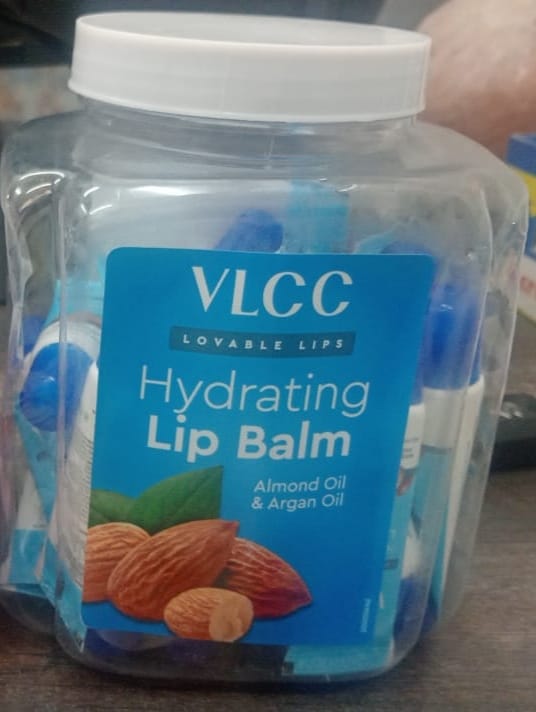 VLCC
LOVABLE LIPS
Hydrating
Lip Balm
Almond Oil
& Argan Oil